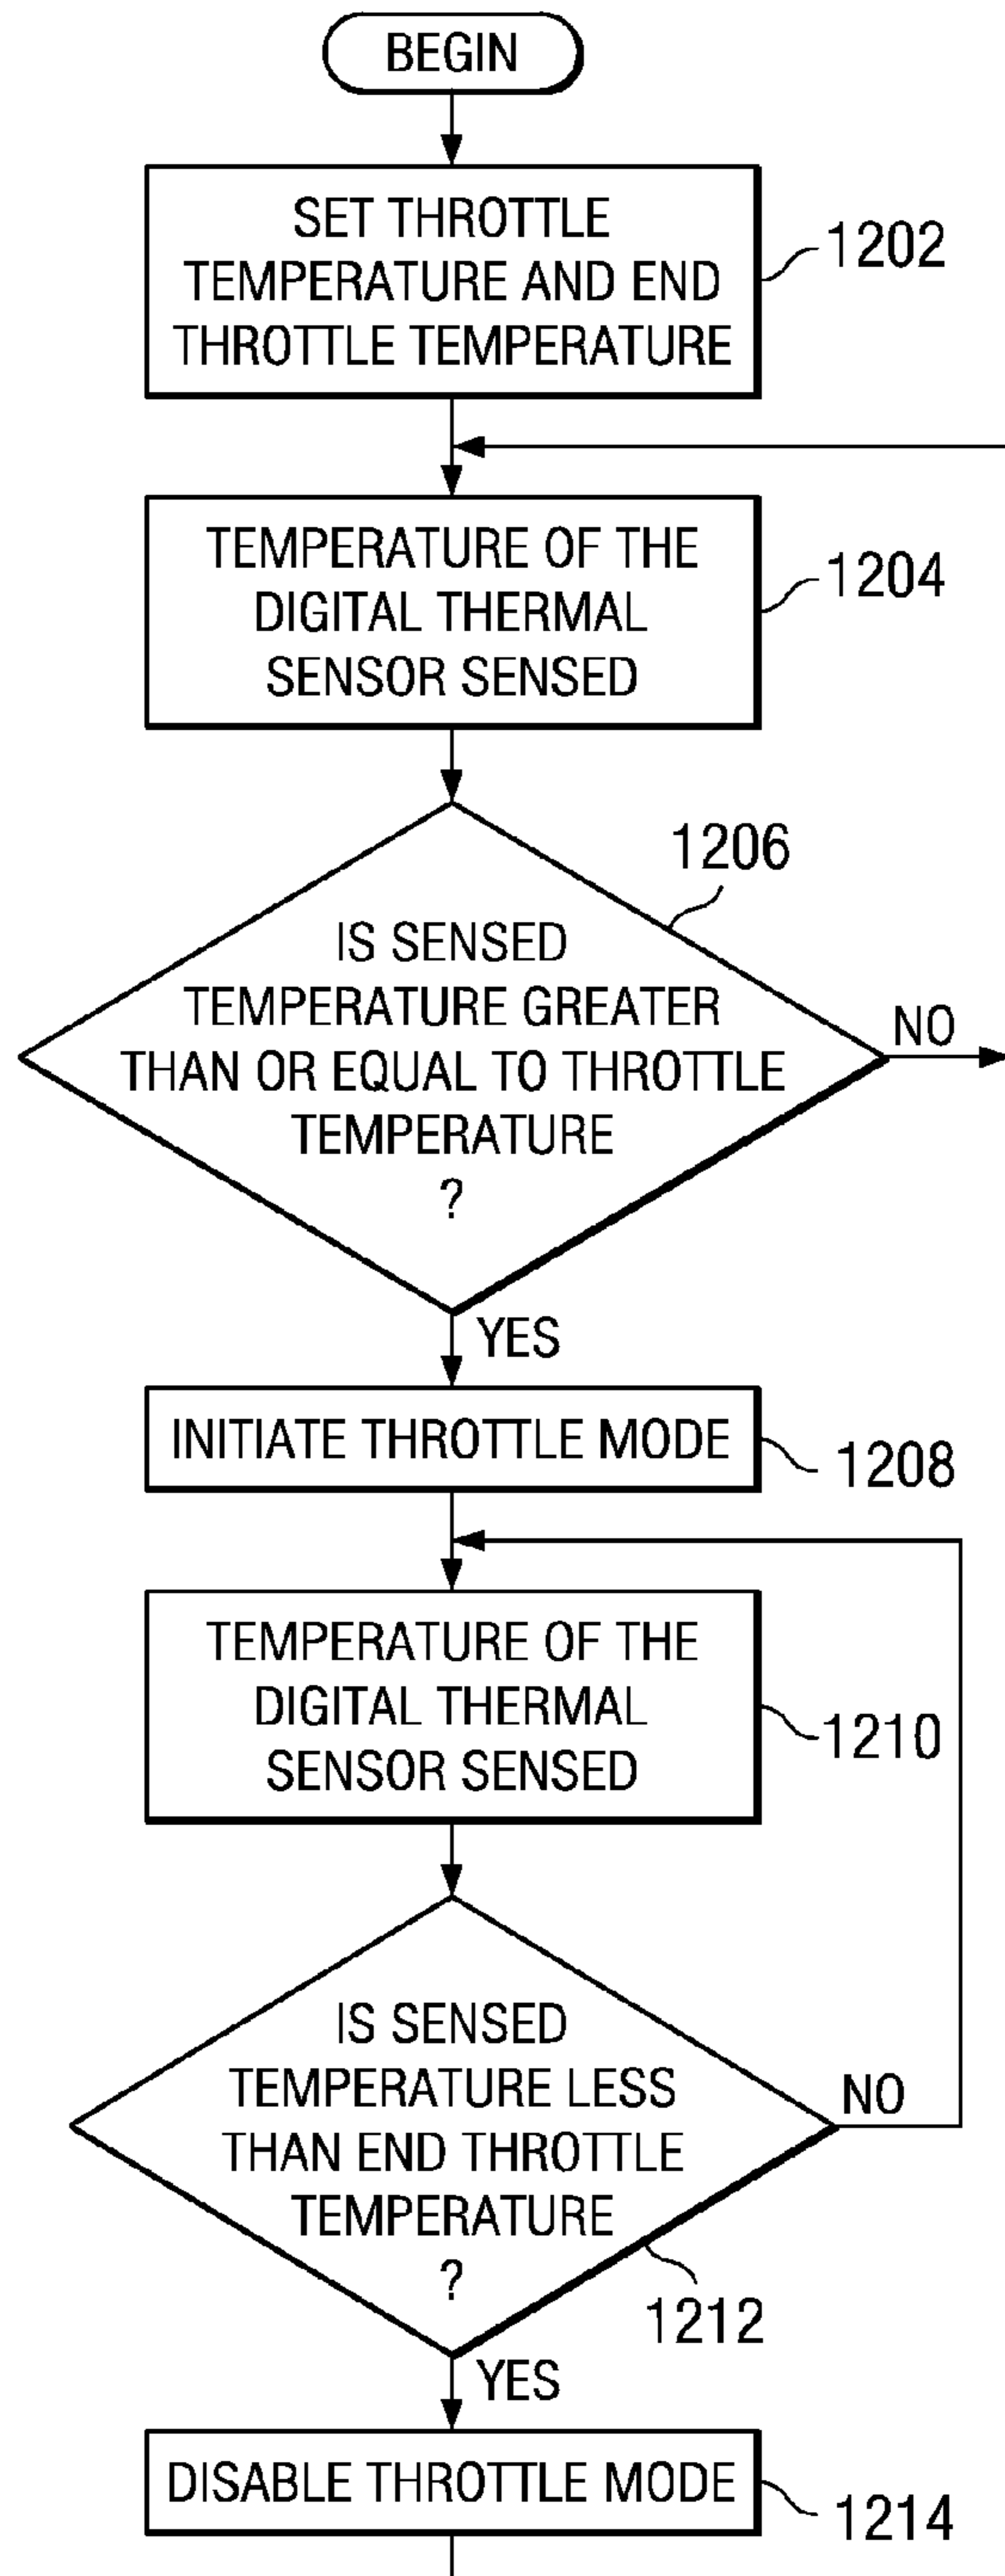 BEGIN
SET THROTTLE
TEMPERATURE AND END
THROTTLE TEMPERATURE
1202
TEMPERATURE OF THE
DIGITAL THERMAL
SENSOR SENSED
1204
1206
IS SENSED
TEMPERATURE GREATER
THAN OR EQUAL TO THROTTLE
TEMPERATURE
?
NO
YES
INITIATE THROTTLE MODE
1208
TEMPERATURE OF THE
DIGITAL THERMAL
SENSOR SENSED
1210
IS SENSED
TEMPERATURE LESS
THAN END THROTTLE
TEMPERATURE
?
NO
1212
YES
DISABLE THROTTLE MODE
1214